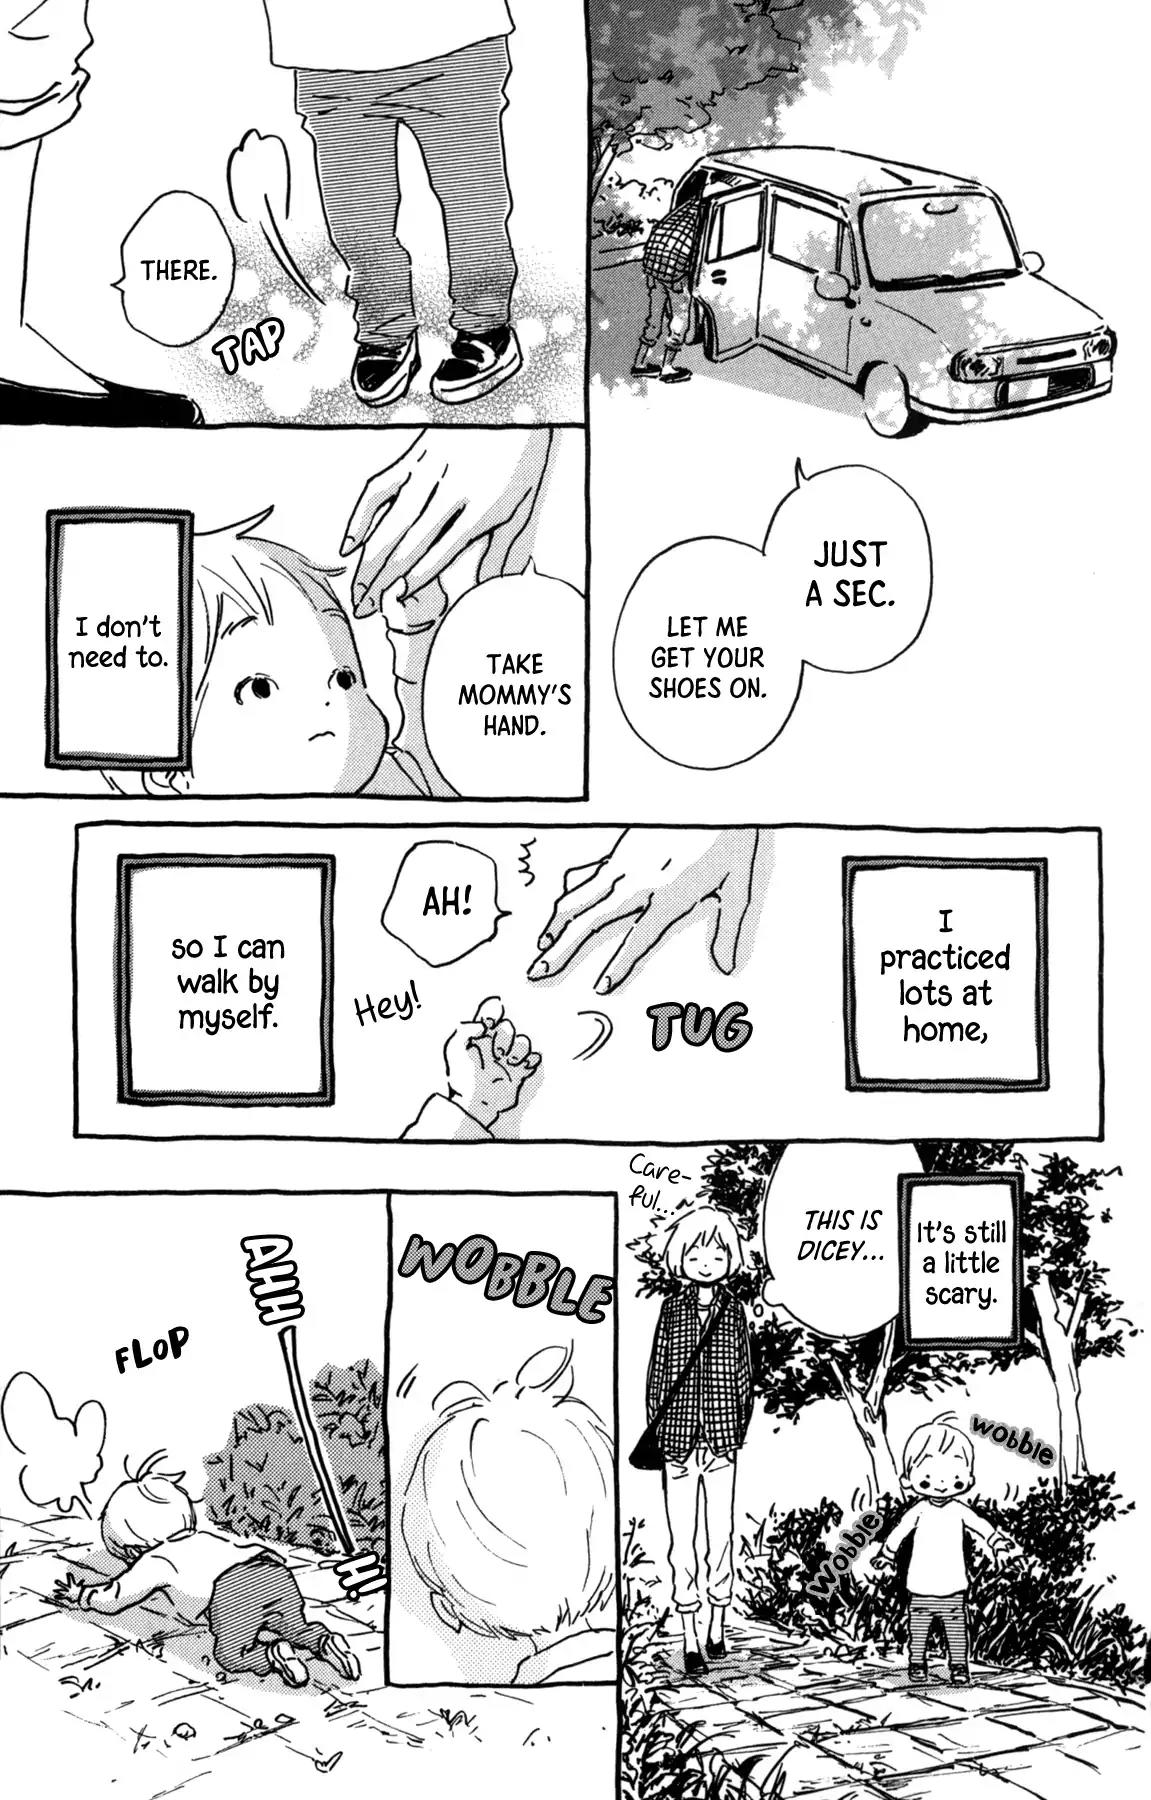 JUST
A SEC.
LET ME
GET YOUR
SHOES ON.
THERE.
TAP
TAKE
MOMMY'S
HAND.
I don't
need to.
I
practiced
lots at
home,
TUG
AH!
Hey!
so I can
walk by
myself.
It's still
a little
scary.
THIS IS
DICEY...
Care-
ful...
wobble
wobble
WOBBLE
AHH
H!
FLOP